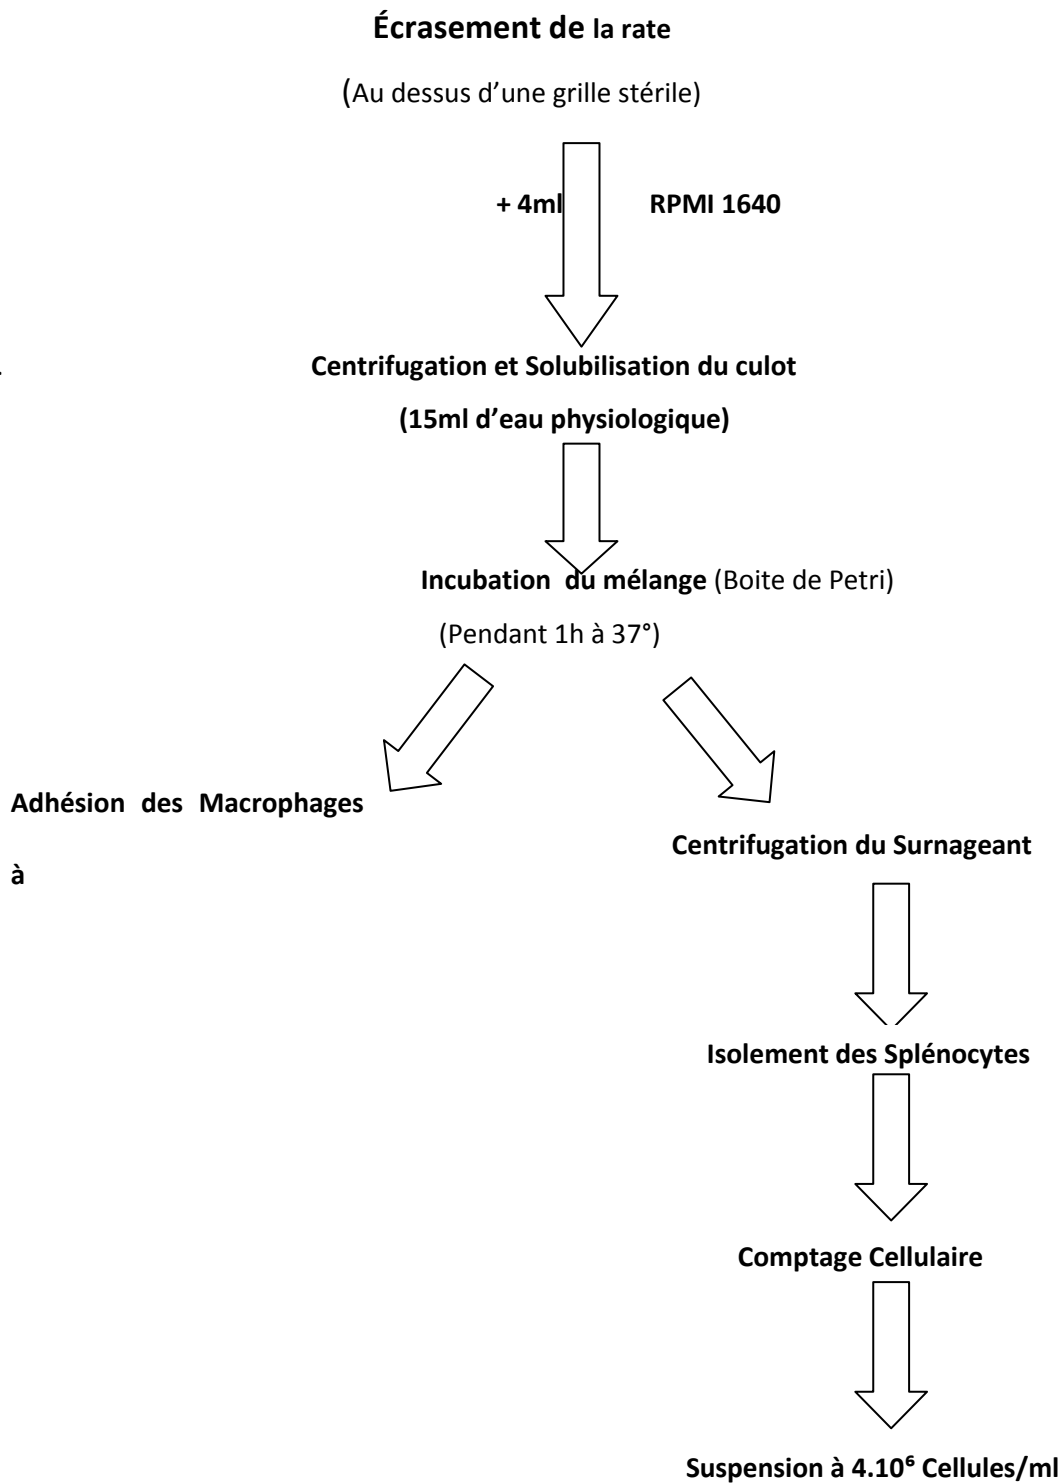 Écrasement de la rate
(Au dessus d’une grille stérile)
+ 4ml RPMI 1640
Centrifugation et Solubilisation du culot
(15ml d’eau physiologique)
Incubation du mélange (Boite de Petri)
(Pendant 1h à 37°)
Adhésion des Macrophages
à
Centrifugation du Surnageant
Isolement des Splénocytes
Comptage Cellulaire
Suspension à 4.10⁶ Cellules/ml